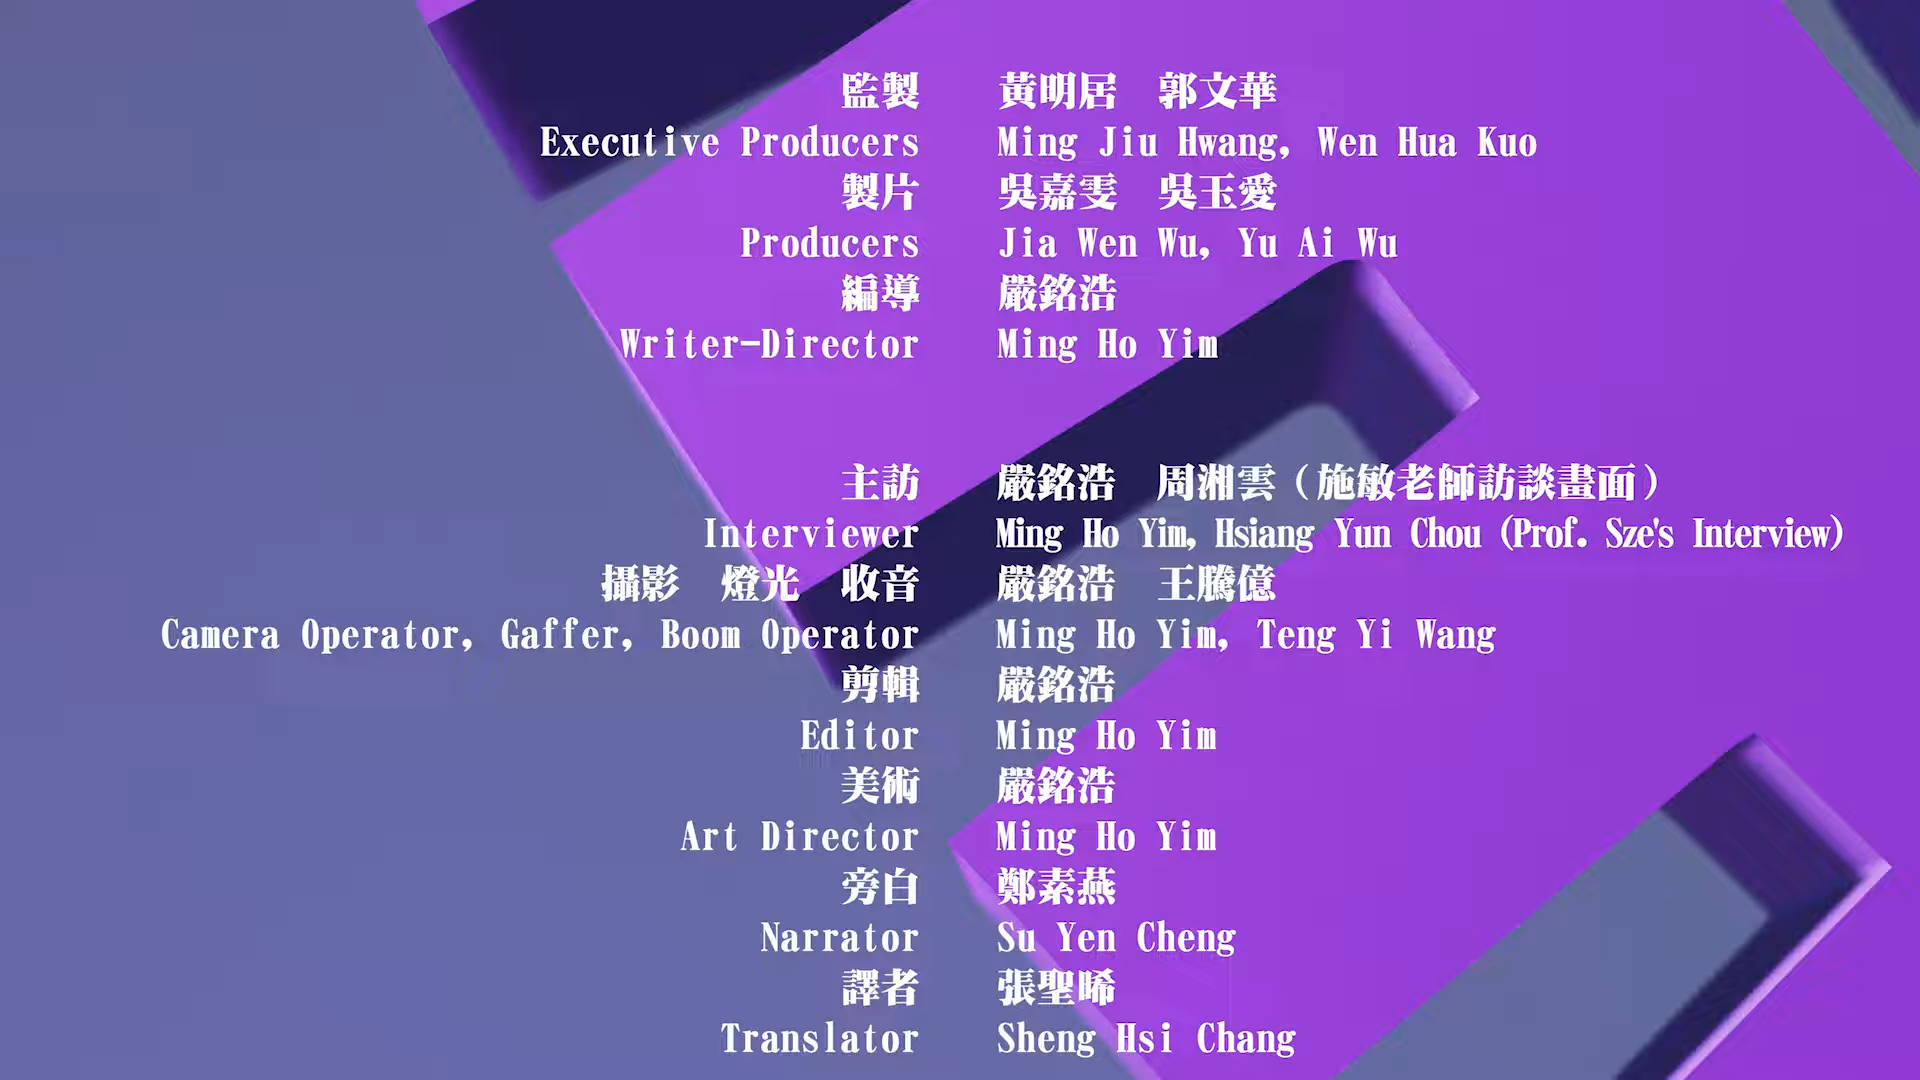 監製 黃明居 郭文華
Executive Producers Ming Jiu Hwang, Wen Hua Kuo
製片 吳嘉雯 吳玉愛
Producers Jia Wen Wu, Yu Ai Wu
編導 嚴銘浩
Writer-Director Ming Ho Yim
主訪 嚴銘浩 周湘雲（施敏老師訪談畫面）
Interviewer Ming Ho Yim, Hsiang Yun Chou (Prof. Sze's Interview)
攝影 燈光 收音 嚴銘浩 王騰億
Camera Operator, Gaffer, Boom Operator Ming Ho Yim, Teng Yi Wang
剪輯 嚴銘浩
Editor Ming Ho Yim
美術 嚴銘浩
Art Director Ming Ho Yim
旁白 鄭素燕
Narrator Su Yen Cheng
譯者 張聖晞
Translator Sheng Hsi Chang